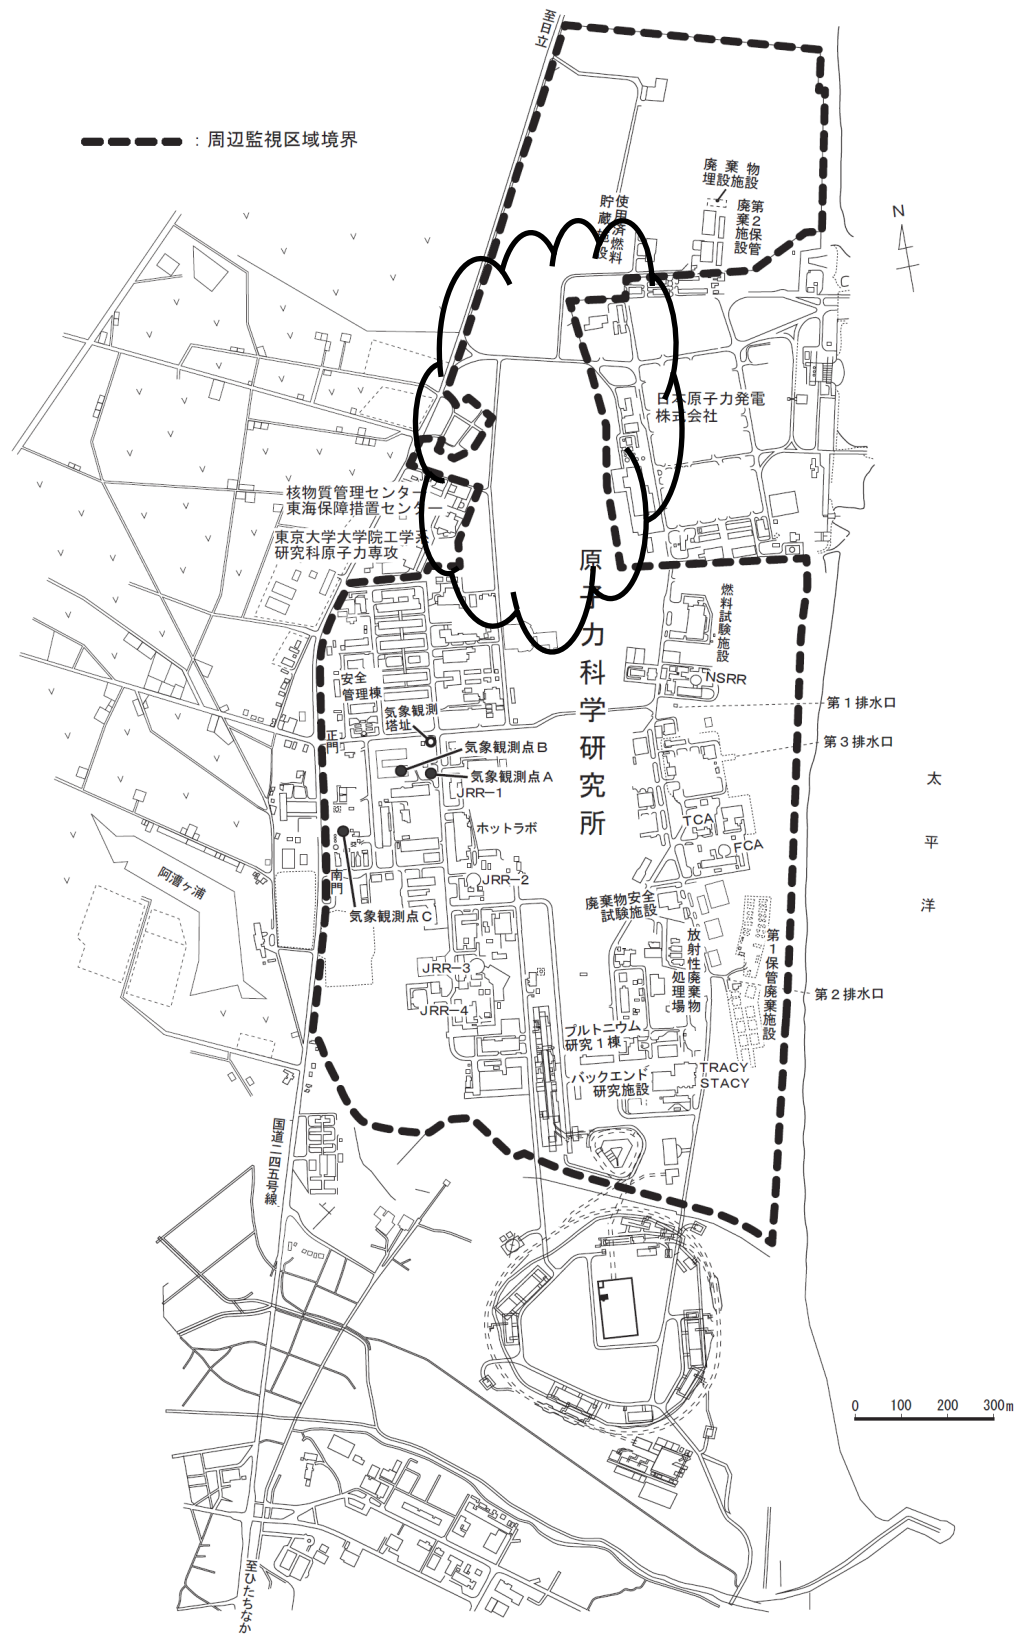 至日立
：周辺監視区域境界
廃棄物
埋設施設
使用済燃料
貯蔵施設
第2保管
廃棄施設
N
日本原子力発電
株式会社
核物質管理センター
東海保障措置センター
東京大学大学院工学系
研究科原子力専攻
原子力科学研究所
燃料試験施設
NSRR
安全
管理棟
気象観測
塔址
正門
気象観測点B
気象観測点A
JRR-1
第1排水口
第3排水口
太平洋
ホットラボ
TCA
FCA
JRR-2
阿漕ヶ浦
南門
気象観測点C
廃棄物安全
試験施設
放射性廃棄物
処理場
第1保管廃棄施設
JRR-3
JRR-4
第2排水口
プルトニウム
研究1棟
バックエンド
研究施設
TRACY
STACY
国道二四五号線
0 100 200 300m
至ひたちなか